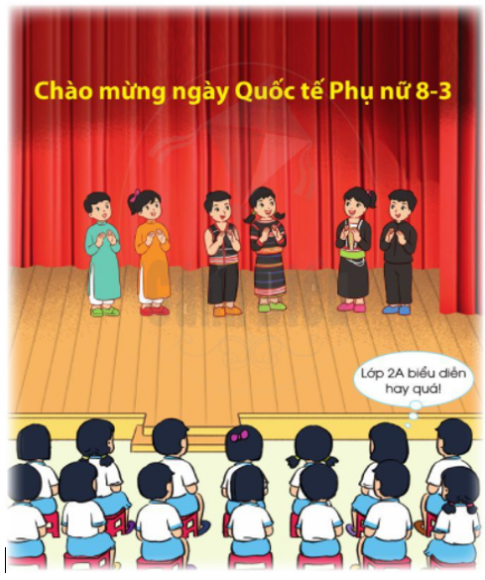 Chào mừng ngày Quốc tế Phụ nữ 8-3
Lớp 2A biểu diễn
hay quá!